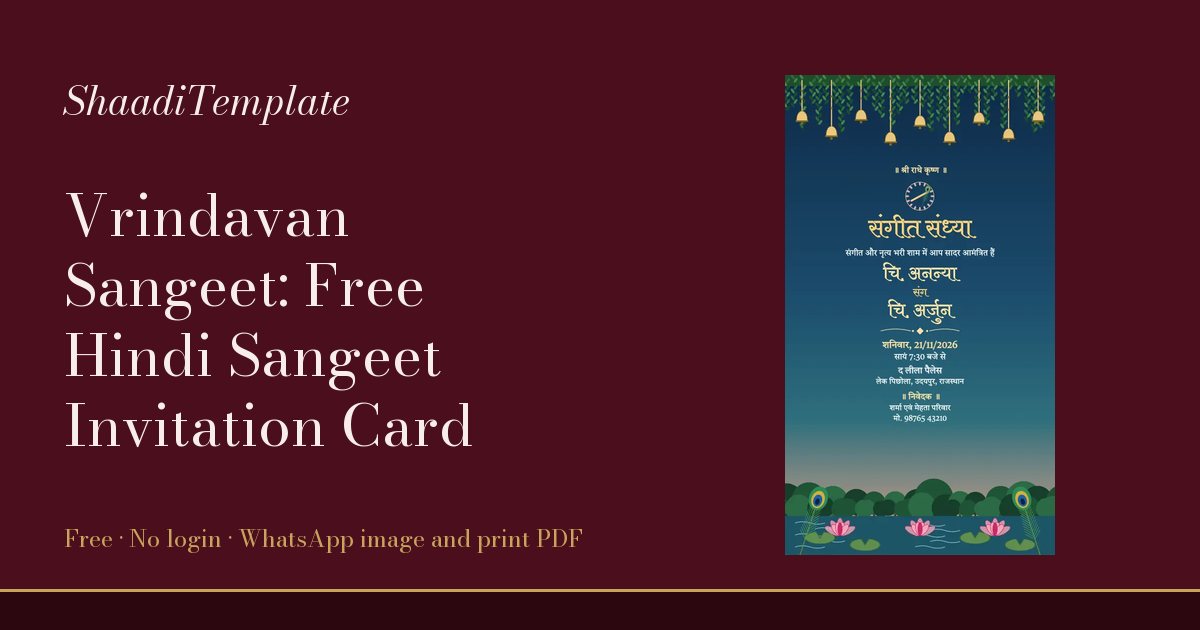 ShaadiTemplate
Vrindavan
Sangeet: Free
Hindi Sangeet
Invitation Card
Free · No login · WhatsApp image and print PDF
॥ श्री राधे कृष्ण ॥
संगीत संध्या
संगीत और नृत्य भरी शाम में आप सादर आमंत्रित हैं
चि. अनन्या
संग
चि. अर्जुन
शनिवार, 21/11/2026
सायं 7:30 बजे से
द लीला पैलेस
लेक पिछोला, उदयपुर, राजस्थान
॥ निवेदक ॥
शर्मा एवं मेहता परिवार
मो. 98765 43210